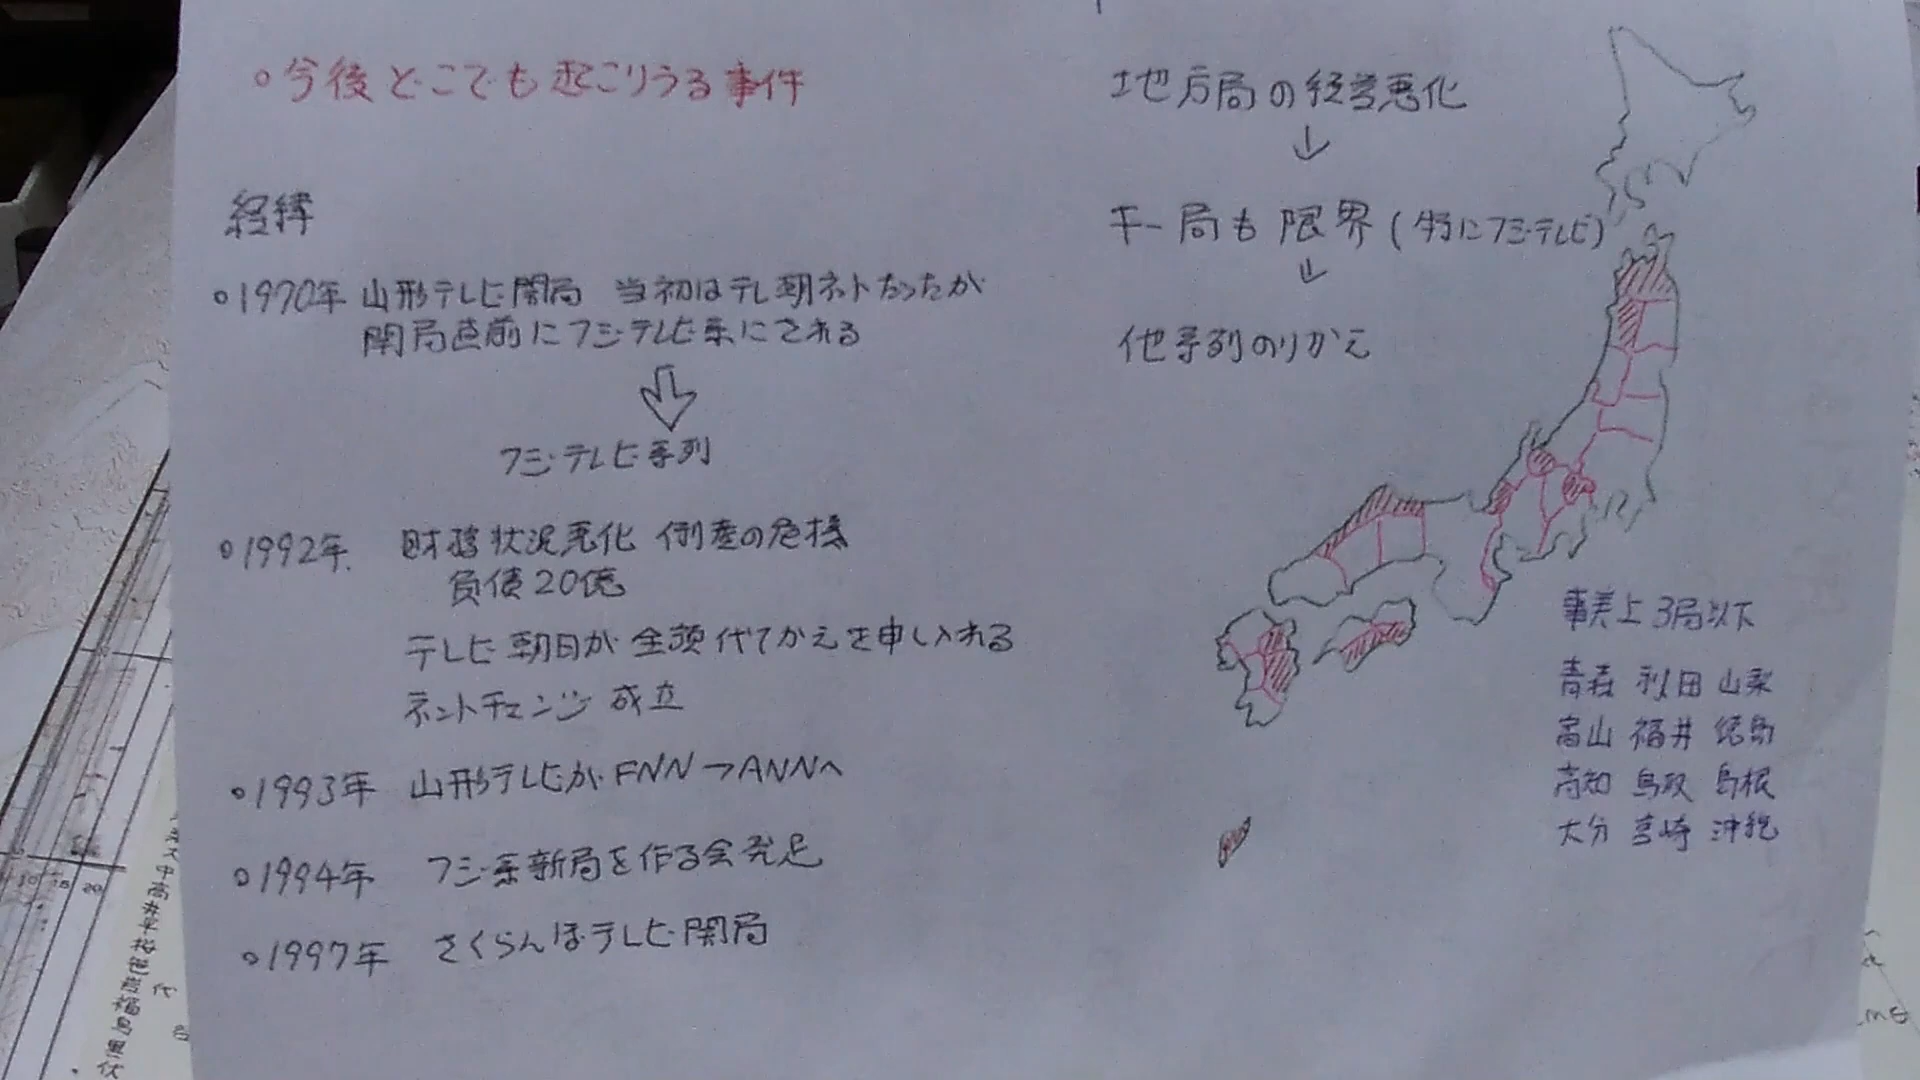 ○今後どこでも起こりうる事件
経緯
○1970年 山形テレビ開局 当初はテレ朝ネトだったが
開局直前にフジテレビ系にされる
フジテレビ系列
○1992年 財務状況悪化 倒産の危機
負債20億
テレビ朝日が全額代てかえを申し入れる
ネットチェンジ 成立
○1993年 山形テレビがFNN→ANNへ
○1994年 フジ系新局を作る会発足
○1997年 さくらんぼテレビ開局
地方局の経営悪化
↓
キー局も限界(特にフジテレビ)
↓
他系列のりかえ
事実上3局以下
青森 秋田 山梨
富山 福井 徳島
高知 鳥取 島根
大分 宮崎 沖縄